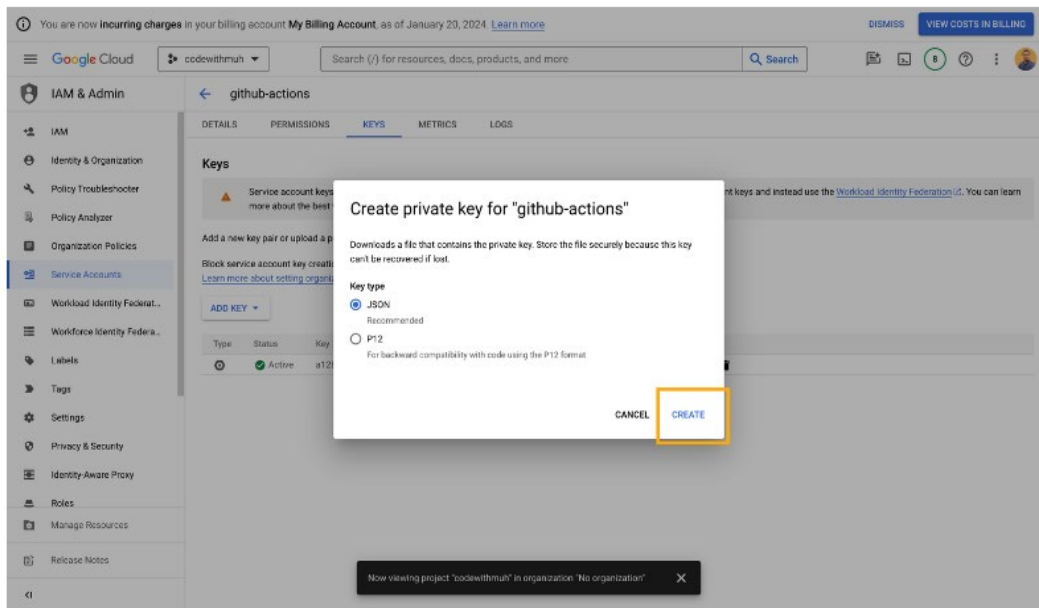 You are now incurring charges in your billing account My Billing Account, as of January 20, 2024. Learn more
DISMISS
VIEW COSTS IN BILLING
Google Cloud
codewithmuh
Search (/) for resources, docs, products, and more
Search
8
IAM & Admin
github-actions
IAM
Identity & Organization
Policy Troubleshooter
Policy Analyzer
Organization Policies
Service Accounts
Workload Identity Federat...
Workforce Identity Federa...
Labels
Tags
Settings
Privacy & Security
Identity-Aware Proxy
Roles
Manage Resources
Release Notes
DETAILS
PERMISSIONS
KEYS
METRICS
LOGS
Keys
Service account keys
nt keys and instead use the Workload Identity Federation. You can learn
more about the best
Add a new key pair or upload a p
Block service account key creati
Learn more about setting organiz
ADD KEY
Type
Status
Key
Active
Create private key for "github-actions"
Downloads a file that contains the private key. Store the file securely because this key
can't be recovered if lost.
Key type
JSON
Recommended
P12
For backward compatibility with code using the P12 format
CANCEL
CREATE
Now viewing project "codewithmuh" in organization "No organization"